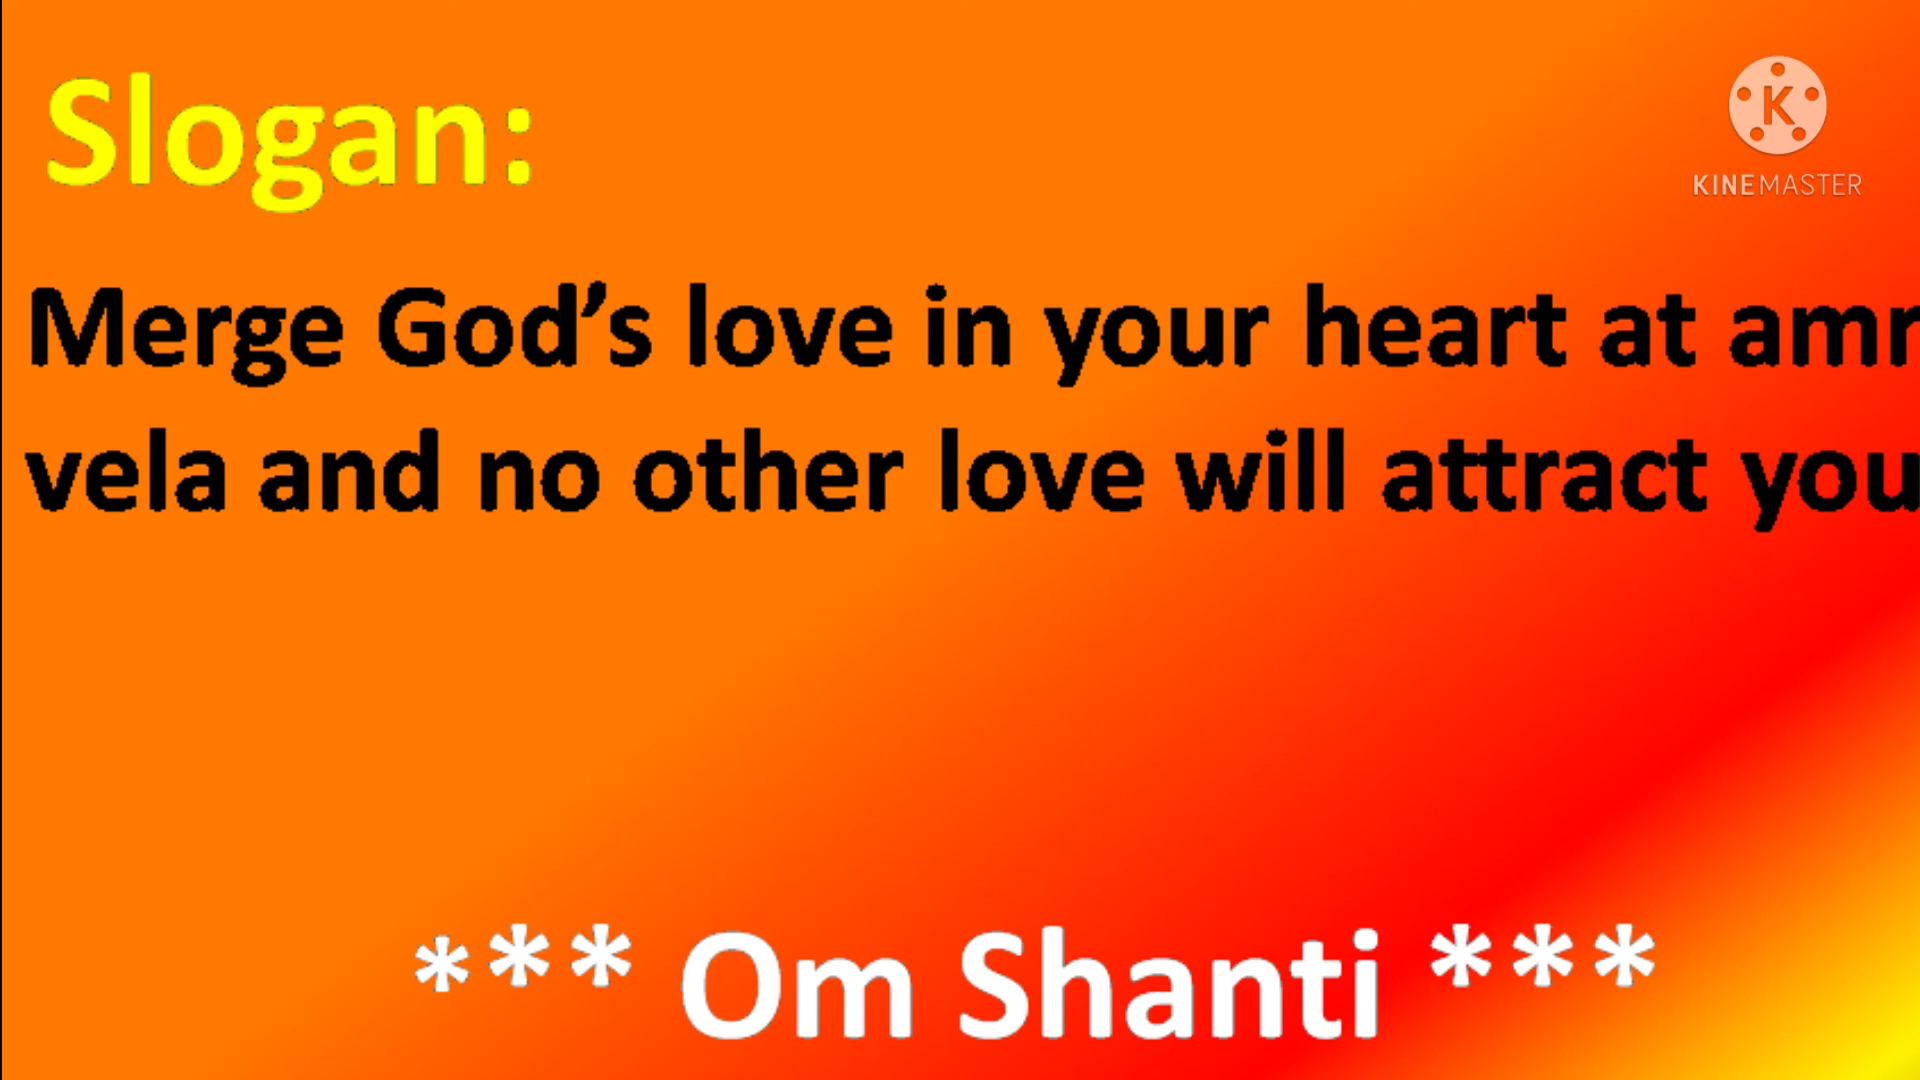 Slogan:
KINEMASTER
Merge God’s love in your heart at amr
vela and no other love will attract you
*** Om Shanti ***